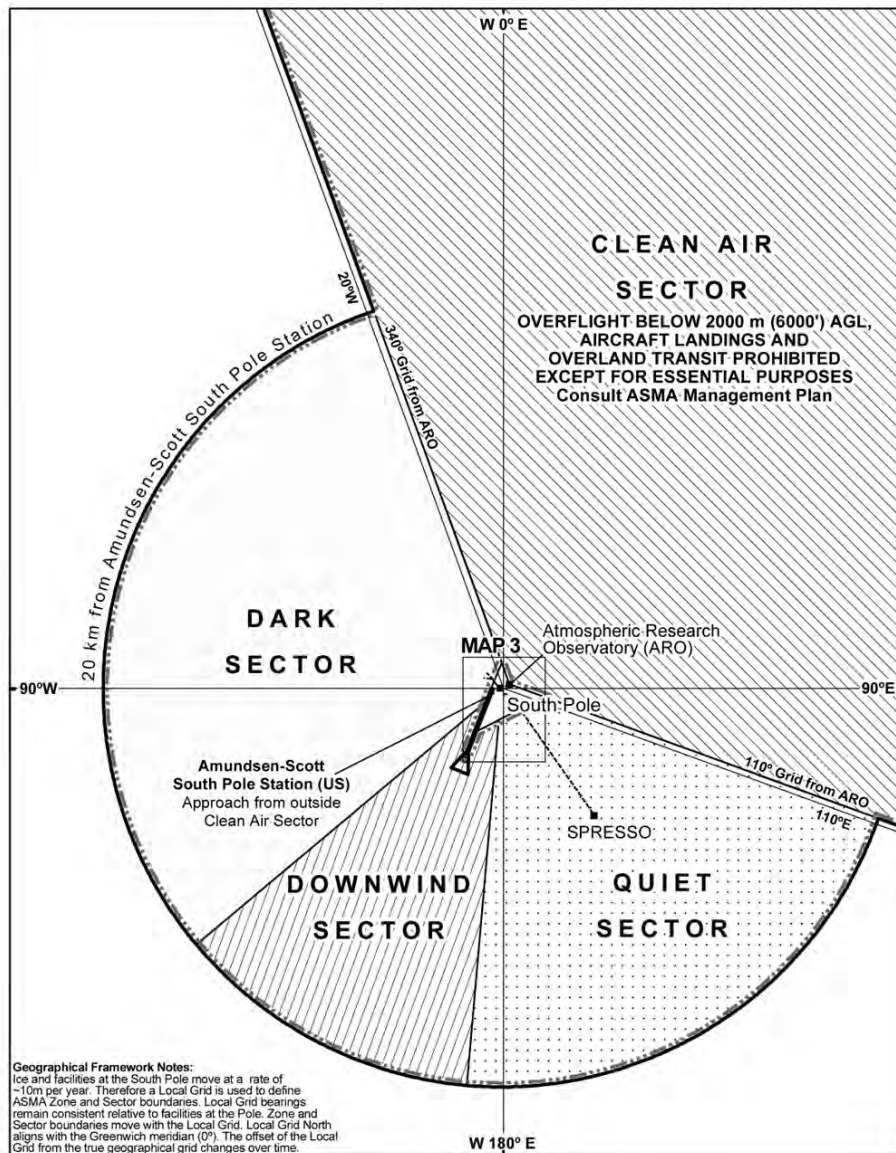 W 0º E
CLEAN AIR
SECTOR
OVERFLIGHT BELOW 2000 m (6000') AGL,
AIRCRAFT LANDINGS AND
OVERLAND TRANSIT PROHIBITED
EXCEPT FOR ESSENTIAL PURPOSES
Consult ASMA Management Plan
20ºW
340º Grid from ARO
20 km from Amundsen-Scott South Pole Station
DARK
SECTOR
MAP 3
Atmospheric Research
Observatory (ARO)
90ºW
90ºE
South Pole
Amundsen-Scott
South Pole Station (US)
Approach from outside
Clean Air Sector
110º Grid from ARO
110ºE
SPRESSO
DOWNWIND
SECTOR
QUIET
SECTOR
Geographical Framework Notes:
Ice and facilities at the South Pole move at a rate of
~10m per year. Therefore a Local Grid is used to define
ASMA Zone and Sector boundaries. Local Grid bearings
remain consistent relative to facilities at the Pole. Zone and
Sector boundaries move with the Local Grid. Local Grid North
aligns with the Greenwich meridian (0º). The offset of the Local
Grid from the true geographical grid changes over time.
W 180º E